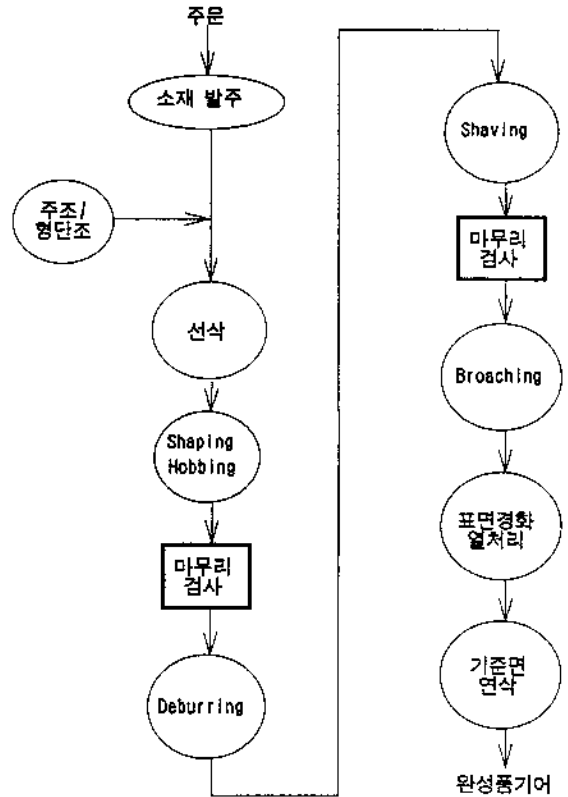 주문
소재 발주
주조/
형단조
선삭
Shaping
Hobbing
마무리
검사
Deburring
Shaving
마무리
검사
Broaching
표면경화
열처리
기준면
연삭
완성품기어